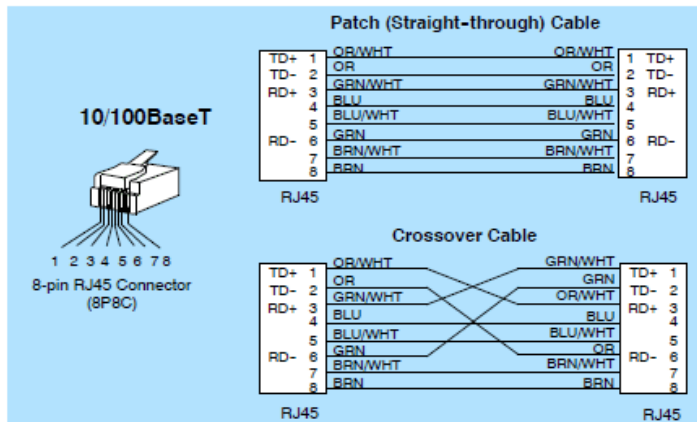 Patch (Straight-through) Cable
TD+ 1 OR/WHT OR/WHT 1 TD+
TD- 2 OR OR 2 TD-
RD+ 3 GRN/WHT GRN/WHT 3 RD+
4 BLU BLU 4
5 BLU/WHT BLU/WHT 5
RD- 6 GRN GRN 6 RD-
7 BRN/WHT BRN/WHT 7
8 BRN BRN 8
RJ45 RJ45
10/100BaseT
1 2 3 4 5 6 7 8
8-pin RJ45 Connector
(8P8C)
Crossover Cable
TD+ 1 OR/WHT GRN/WHT 1 TD+
TD- 2 OR GRN 2 TD-
RD+ 3 GRN/WHT OR/WHT 3 RD+
4 BLU BLU 4
5 BLU/WHT BLU/WHT 5
RD- 6 GRN OR 6 RD-
7 BRN/WHT BRN/WHT 7
8 BRN BRN 8
RJ45 RJ45